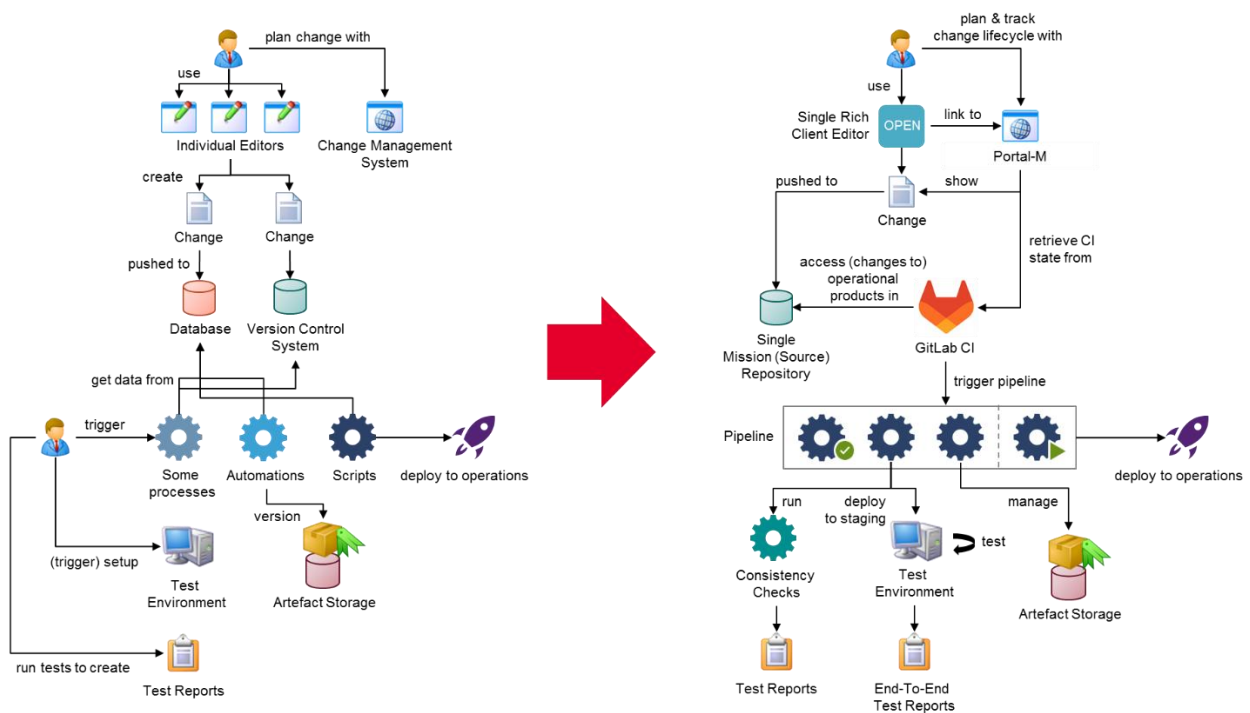 plan change with
use
Individual Editors
Change Management
System
create
Change
Change
pushed to
Database
Version Control
System
get data from
trigger
Some
processes
Automations
Scripts
deploy to operations
version
(trigger) setup
Test
Environment
Artefact Storage
run tests to create
Test Reports
plan & track
change lifecycle with
use
Single Rich
Client Editor
OPEN
link to
Portal-M
pushed to
show
Change
retrieve CI
state from
access (changes to)
operational
products in
Single
Mission (Source)
Repository
GitLab CI
trigger pipeline
Pipeline
deploy to operations
run
deploy
to staging
manage
test
Consistency
Checks
Test
Environment
Artefact Storage
Test Reports
End-To-End
Test Reports